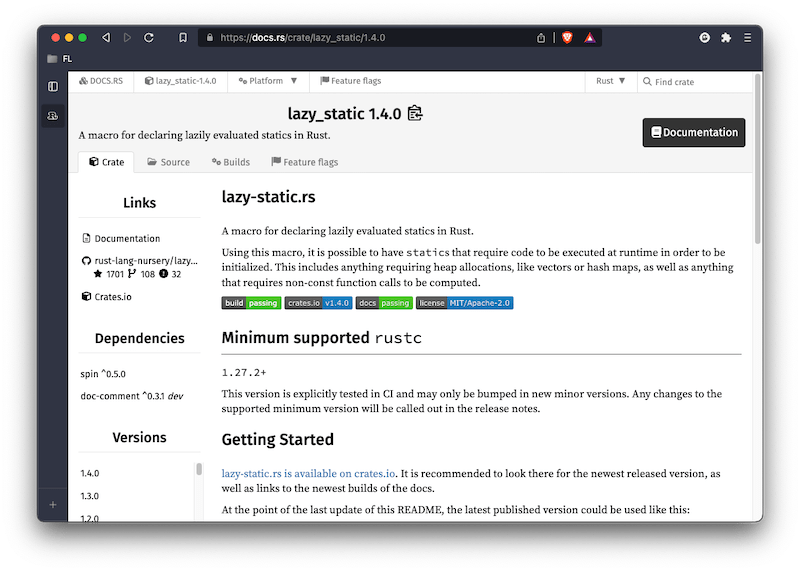 https://docs.rs/crate/lazy_static/1.4.0
FL
DOCS.RS lazy_static-1.4.0 Platform Feature flags Rust Find crate
lazy_static 1.4.0
A macro for declaring lazily evaluated statics in Rust.
Documentation
Crate Source Builds Feature flags
Links
Documentation
rust-lang-nursery/lazy...
1701 108 32
Crates.io
Dependencies
spin ^0.5.0
doc-comment ^0.3.1 dev
Versions
1.4.0
1.3.0
1.2.0
lazy-static.rs
A macro for declaring lazily evaluated statics in Rust.
Using this macro, it is possible to have statics that require code to be executed at runtime in order to be
initialized. This includes anything requiring heap allocations, like vectors or hash maps, as well as anything
that requires non-const function calls to be computed.
build passing crates.io v1.4.0 docs passing license MIT/Apache-2.0
Minimum supported rustc
1.27.2+
This version is explicitly tested in CI and may only be bumped in new minor versions. Any changes to the
supported minimum version will be called out in the release notes.
Getting Started
lazy-static.rs is available on crates.io. It is recommended to look there for the newest released version, as
well as links to the newest builds of the docs.
At the point of the last update of this README, the latest published version could be used like this: